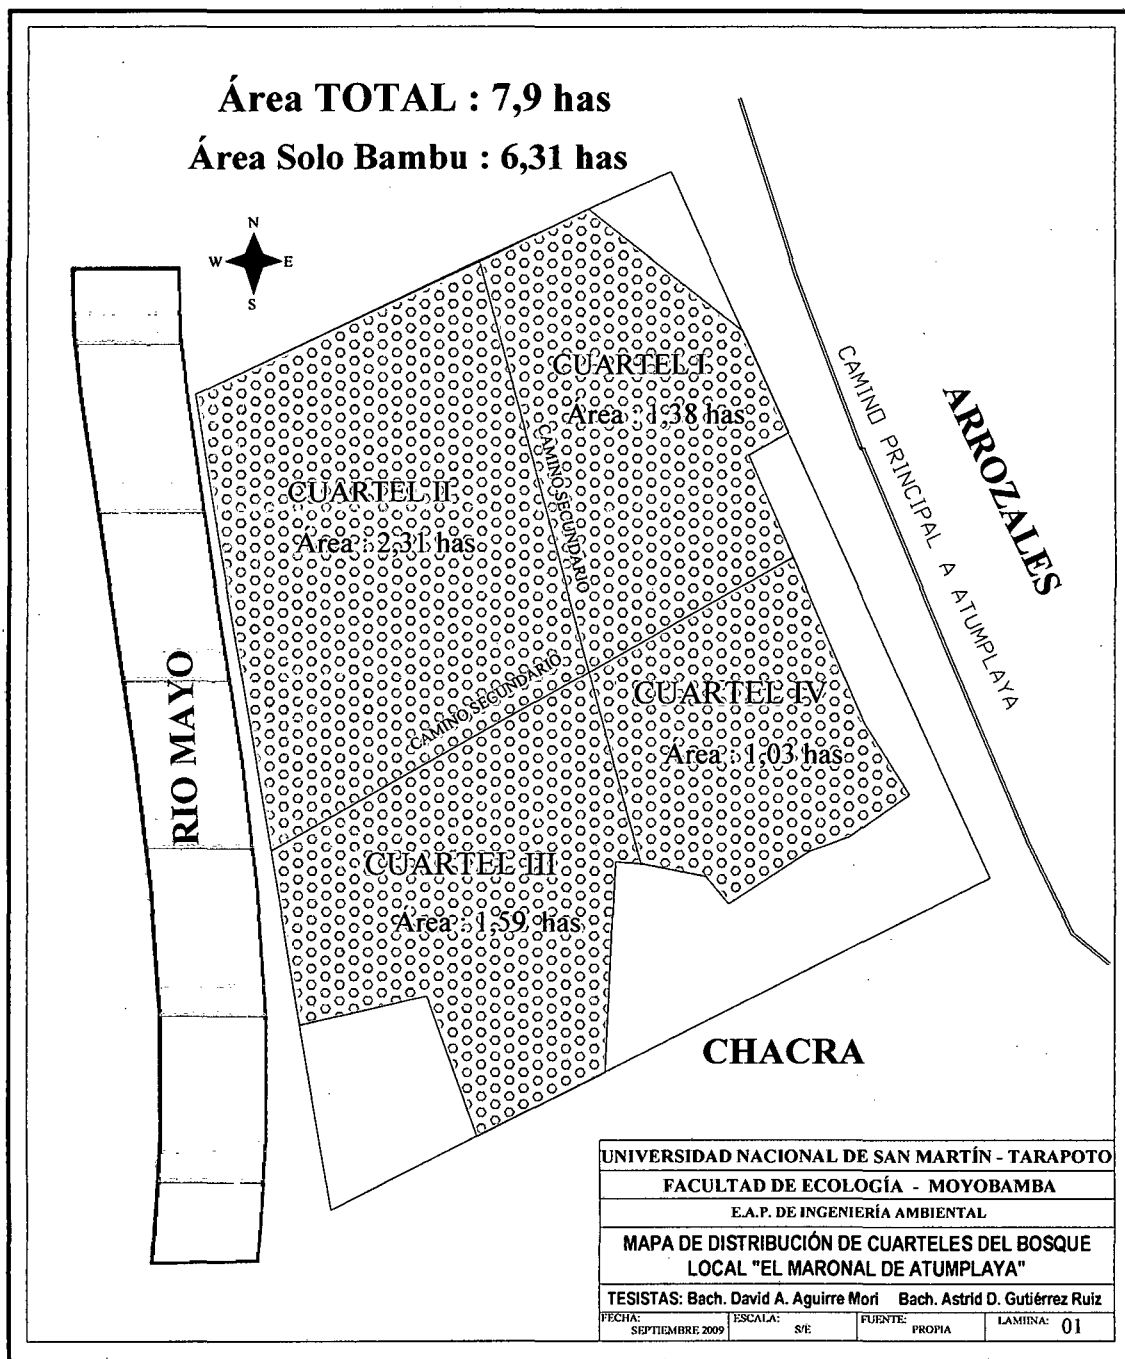 Área TOTAL : 7,9 has
Área Solo Bambu : 6,31 has
N
W E
S
CUARTEL I
Área : 1,38 has
CAMINO SECUNDARIO
CUARTEL II
Área : 2,31 has
CAMINO PRINCIPAL A ATUMPLAYA
ARROZALES
CAMINO SECUNDARIO
CUARTEL IV
Área : 1,03 has
RIO MAYO
CUARTEL III
Área : 1,59 has
CHACRA
UNIVERSIDAD NACIONAL DE SAN MARTÍN - TARAPOTO
FACULTAD DE ECOLOGÍA - MOYOBAMBA
E.A.P. DE INGENIERÍA AMBIENTAL
MAPA DE DISTRIBUCIÓN DE CUARTELES DEL BOSQUE
LOCAL "EL MARONAL DE ATUMPLAYA"
TESISTAS: Bach. David A. Aguirre Mori Bach. Astrid D. Gutiérrez Ruiz
FECHA: SEPTIEMBRE 2009 ESCALA: S/E FUENTE: PROPIA LAMIINA: 01